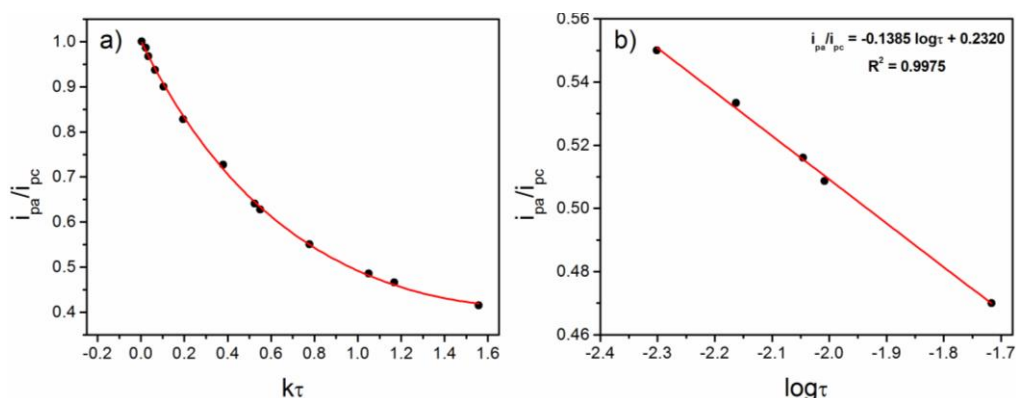 a)
1.0
0.9
0.8
0.7
0.6
0.5
0.4
i_pa/i_pc
-0.2 0.0 0.2 0.4 0.6 0.8 1.0 1.2 1.4 1.6
kτ
b)
i_pa/i_pc = -0.1385 logτ + 0.2320
R² = 0.9975
0.56
0.54
0.52
0.50
0.48
0.46
i_pa/i_pc
-2.4 -2.3 -2.2 -2.1 -2.0 -1.9 -1.8 -1.7
logτ